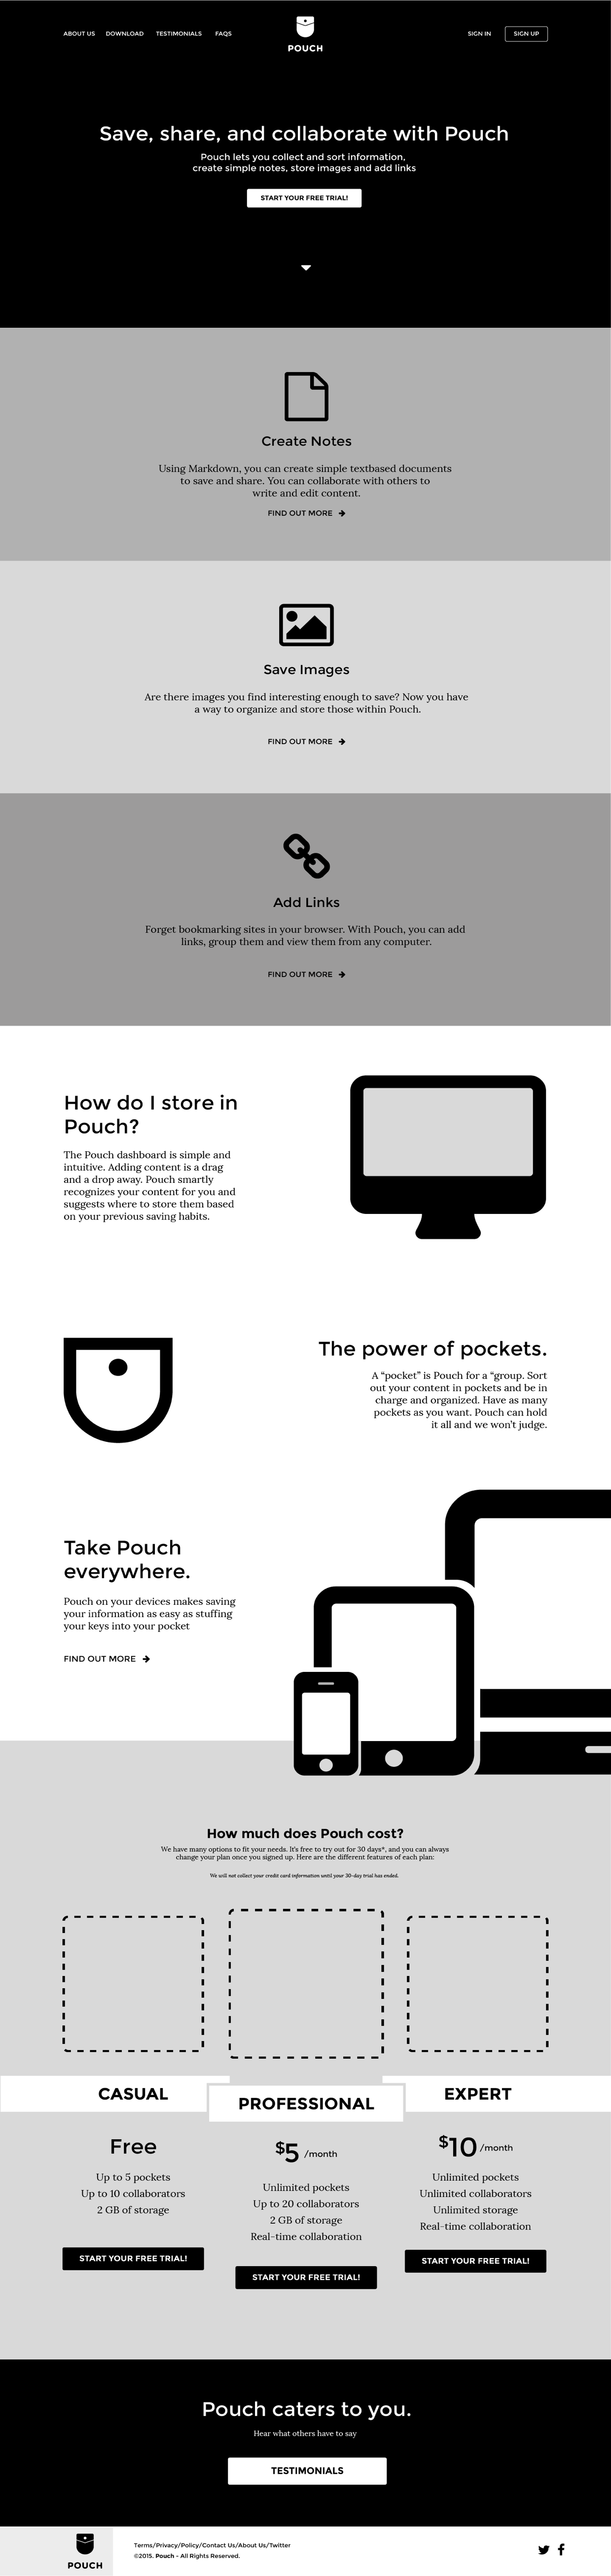 ABOUT US DOWNLOAD TESTIMONIALS FAQS
POUCH
SIGN IN SIGN UP
Save, share, and collaborate with Pouch
Pouch lets you collect and sort information,
create simple notes, store images and add links
START YOUR FREE TRIAL!
Create Notes
Using Markdown, you can create simple textbased documents
to save and share. You can collaborate with others to
write and edit content.
FIND OUT MORE
Save Images
Are there images you find interesting enough to save? Now you have
a way to organize and store those within Pouch.
FIND OUT MORE
Add Links
Forget bookmarking sites in your browser. With Pouch, you can add
links, group them and view them from any computer.
FIND OUT MORE
How do I store in
Pouch?
The Pouch dashboard is simple and
intuitive. Adding content is a drag
and a drop away. Pouch smartly
recognizes your content for you and
suggests where to store them based
on your previous saving habits.
The power of pockets.
A “pocket” is Pouch for a “group. Sort
out your content in pockets and be in
charge and organized. Have as many
pockets as you want. Pouch can hold
it all and we won’t judge.
Take Pouch
everywhere.
Pouch on your devices makes saving
your information as easy as stuffing
your keys into your pocket
FIND OUT MORE
How much does Pouch cost?
We have many options to fit your needs. It's free to try out for 30 days*, and you can always
change your plan once you signed up. Here are the different features of each plan:
We will not collect your credit card information until your 30-day trial has ended.
CASUAL
Free
Up to 5 pockets
Up to 10 collaborators
2 GB of storage
START YOUR FREE TRIAL!
PROFESSIONAL
$5 /month
Unlimited pockets
Up to 20 collaborators
2 GB of storage
Real-time collaboration
START YOUR FREE TRIAL!
EXPERT
$10 /month
Unlimited pockets
Unlimited collaborators
Unlimited storage
Real-time collaboration
START YOUR FREE TRIAL!
Pouch caters to you.
Hear what others have to say
TESTIMONIALS
POUCH
Terms/Privacy/Policy/Contact Us/About Us/Twitter
©2015. Pouch - All Rights Reserved.